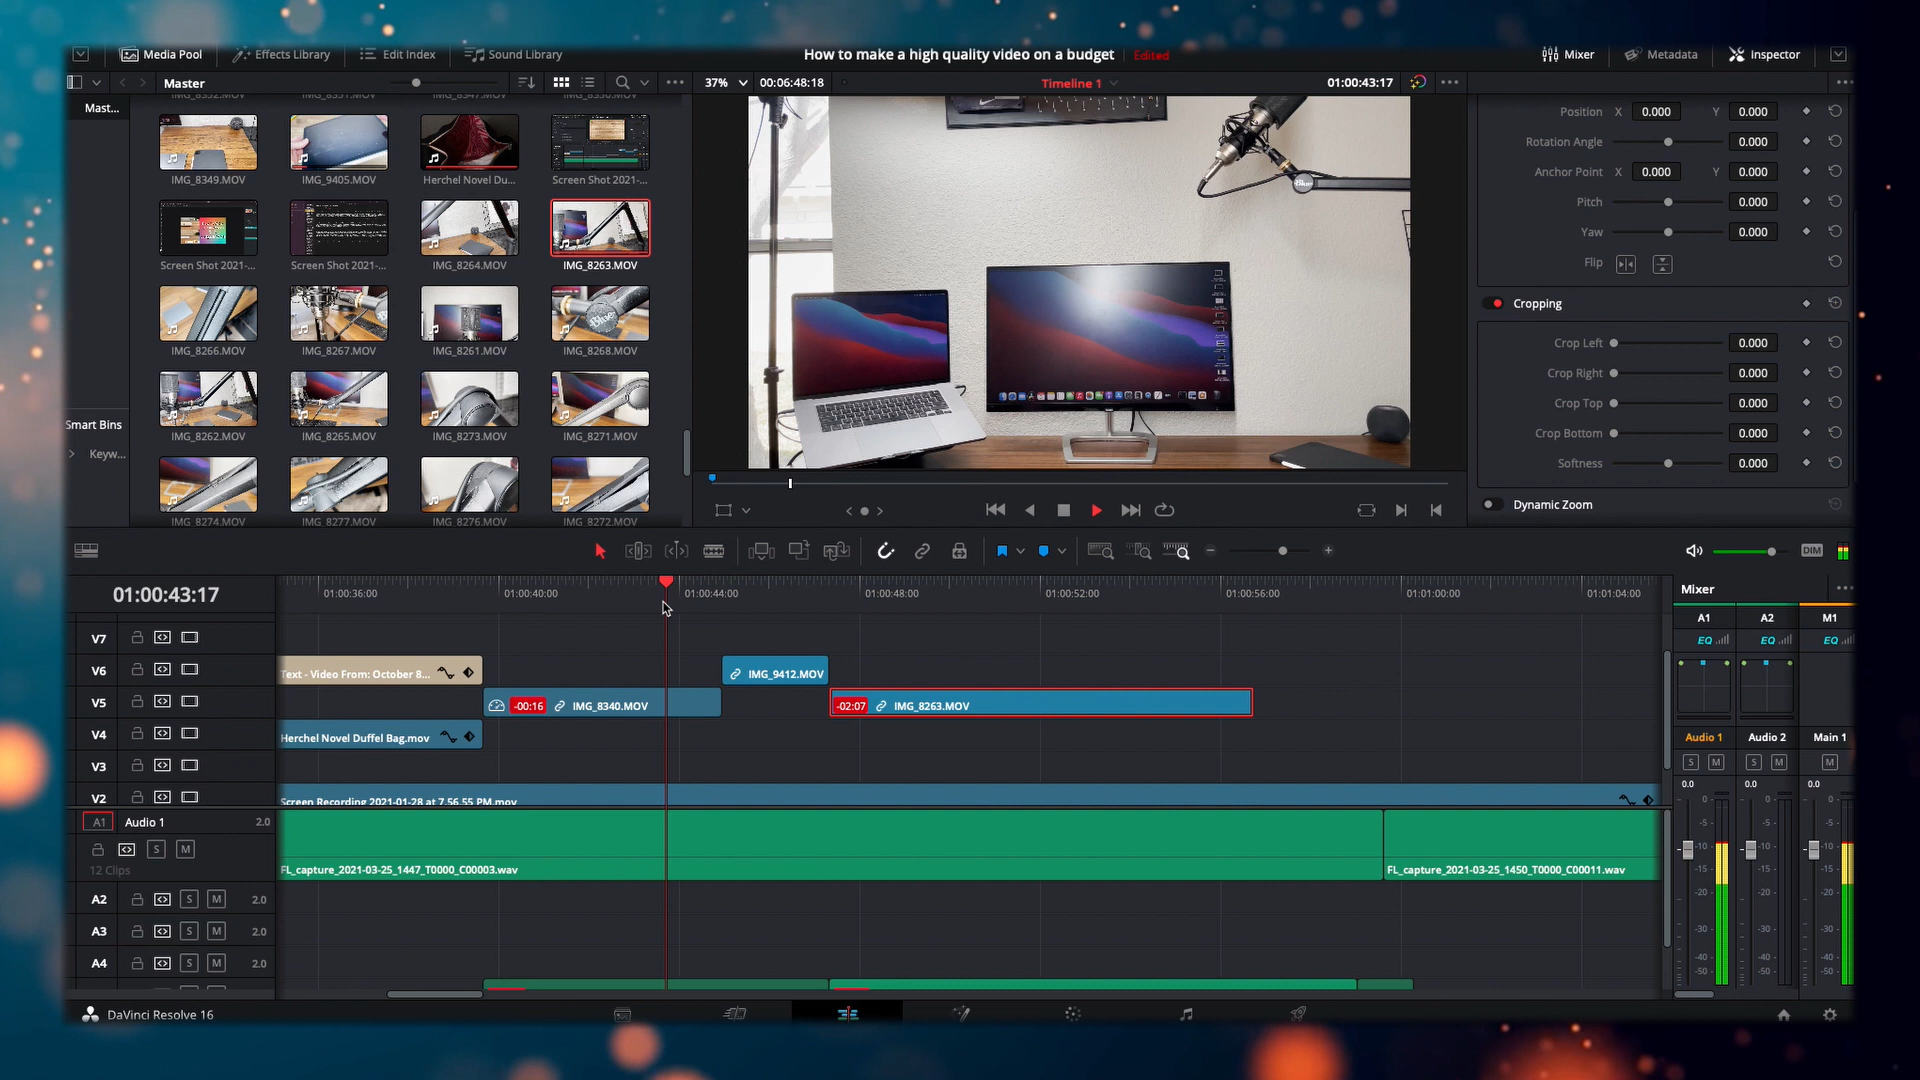 Media Pool Effects Library Edit Index Sound Library How to make a high quality video on a budget Edited Mixer Metadata Inspector
Master 37% 00:06:48:18 Timeline 1 01:00:43:17
Mast...
IMG_8349.MOV IMG_9405.MOV Herchel Novel Du... Screen Shot 2021-...
Screen Shot 2021-... Screen Shot 2021-... IMG_8264.MOV IMG_8263.MOV
IMG_8266.MOV IMG_8267.MOV IMG_8261.MOV IMG_8268.MOV
IMG_8262.MOV IMG_8265.MOV IMG_8273.MOV IMG_8271.MOV
IMG_8274.MOV IMG_8277.MOV IMG_8276.MOV IMG_8272.MOV
Smart Bins
Keyw...
Blue
Position X 0.000 Y 0.000
Rotation Angle 0.000
Anchor Point X 0.000 Y 0.000
Pitch 0.000
Yaw 0.000
Flip
Cropping
Crop Left 0.000
Crop Right 0.000
Crop Top 0.000
Crop Bottom 0.000
Softness 0.000
Dynamic Zoom
DIM
01:00:43:17
01:00:36:00 01:00:40:00 01:00:44:00 01:00:48:00 01:00:52:00 01:00:56:00 01:01:00:00 01:01:04:00
V7
V6 Text - Video From: October 8... IMG_9412.MOV
V5 -00:16 IMG_8340.MOV -02:07 IMG_8263.MOV
V4 Herchel Novel Duffel Bag.mov
V3
V2 Screen Recording 2021-01-28 at 7.56.55 PM.mov
A1 Audio 1 2.0
S M
12 Clips
FL_capture_2021-03-25_1447_T0000_C00003.wav FL_capture_2021-03-25_1450_T0000_C00011.wav
A2 S M 2.0
A3 S M 2.0
A4 S M 2.0
Mixer
A1 A2 M1
EQ EQ EQ
Audio 1 Audio 2 Main 1
S M S M M
0.0 0.0 0.0
0 0 0
-5 -5 -5
-10 -10 -10
-15 -15 -15
-20 -20 -20
-30 -30 -30
-40 -40 -40
-50 -50 -50
DaVinci Resolve 16